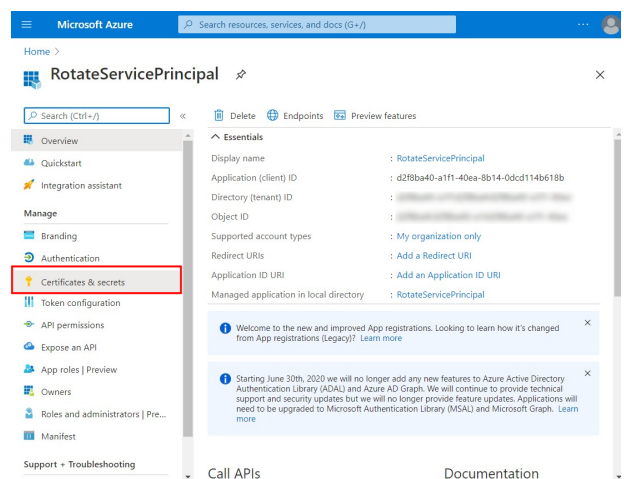 Microsoft Azure
Search resources, services, and docs (G+/)
Home >
RotateServicePrincipal
Search (Ctrl+/)
«
Overview
Quickstart
Integration assistant
Manage
Branding
Authentication
Certificates & secrets
Token configuration
API permissions
Expose an API
App roles | Preview
Owners
Roles and administrators | Pre...
Manifest
Support + Troubleshooting
Delete Endpoints Preview features
Essentials
Display name : RotateServicePrincipal
Application (client) ID : d2f8ba40-a1f1-40ea-8b14-0dcd114b618b
Directory (tenant) ID :
Object ID :
Supported account types : My organization only
Redirect URIs : Add a Redirect URI
Application ID URI : Add an Application ID URI
Managed application in local directory : RotateServicePrincipal
Welcome to the new and improved App registrations. Looking to learn how it's changed
from App registrations (Legacy)? Learn more
Starting June 30th, 2020 we will no longer add any new features to Azure Active Directory
Authentication Library (ADAL) and Azure AD Graph. We will continue to provide technical
support and security updates but we will no longer provide feature updates. Applications will
need to be upgraded to Microsoft Authentication Library (MSAL) and Microsoft Graph. Learn
more
Call APIs
Documentation